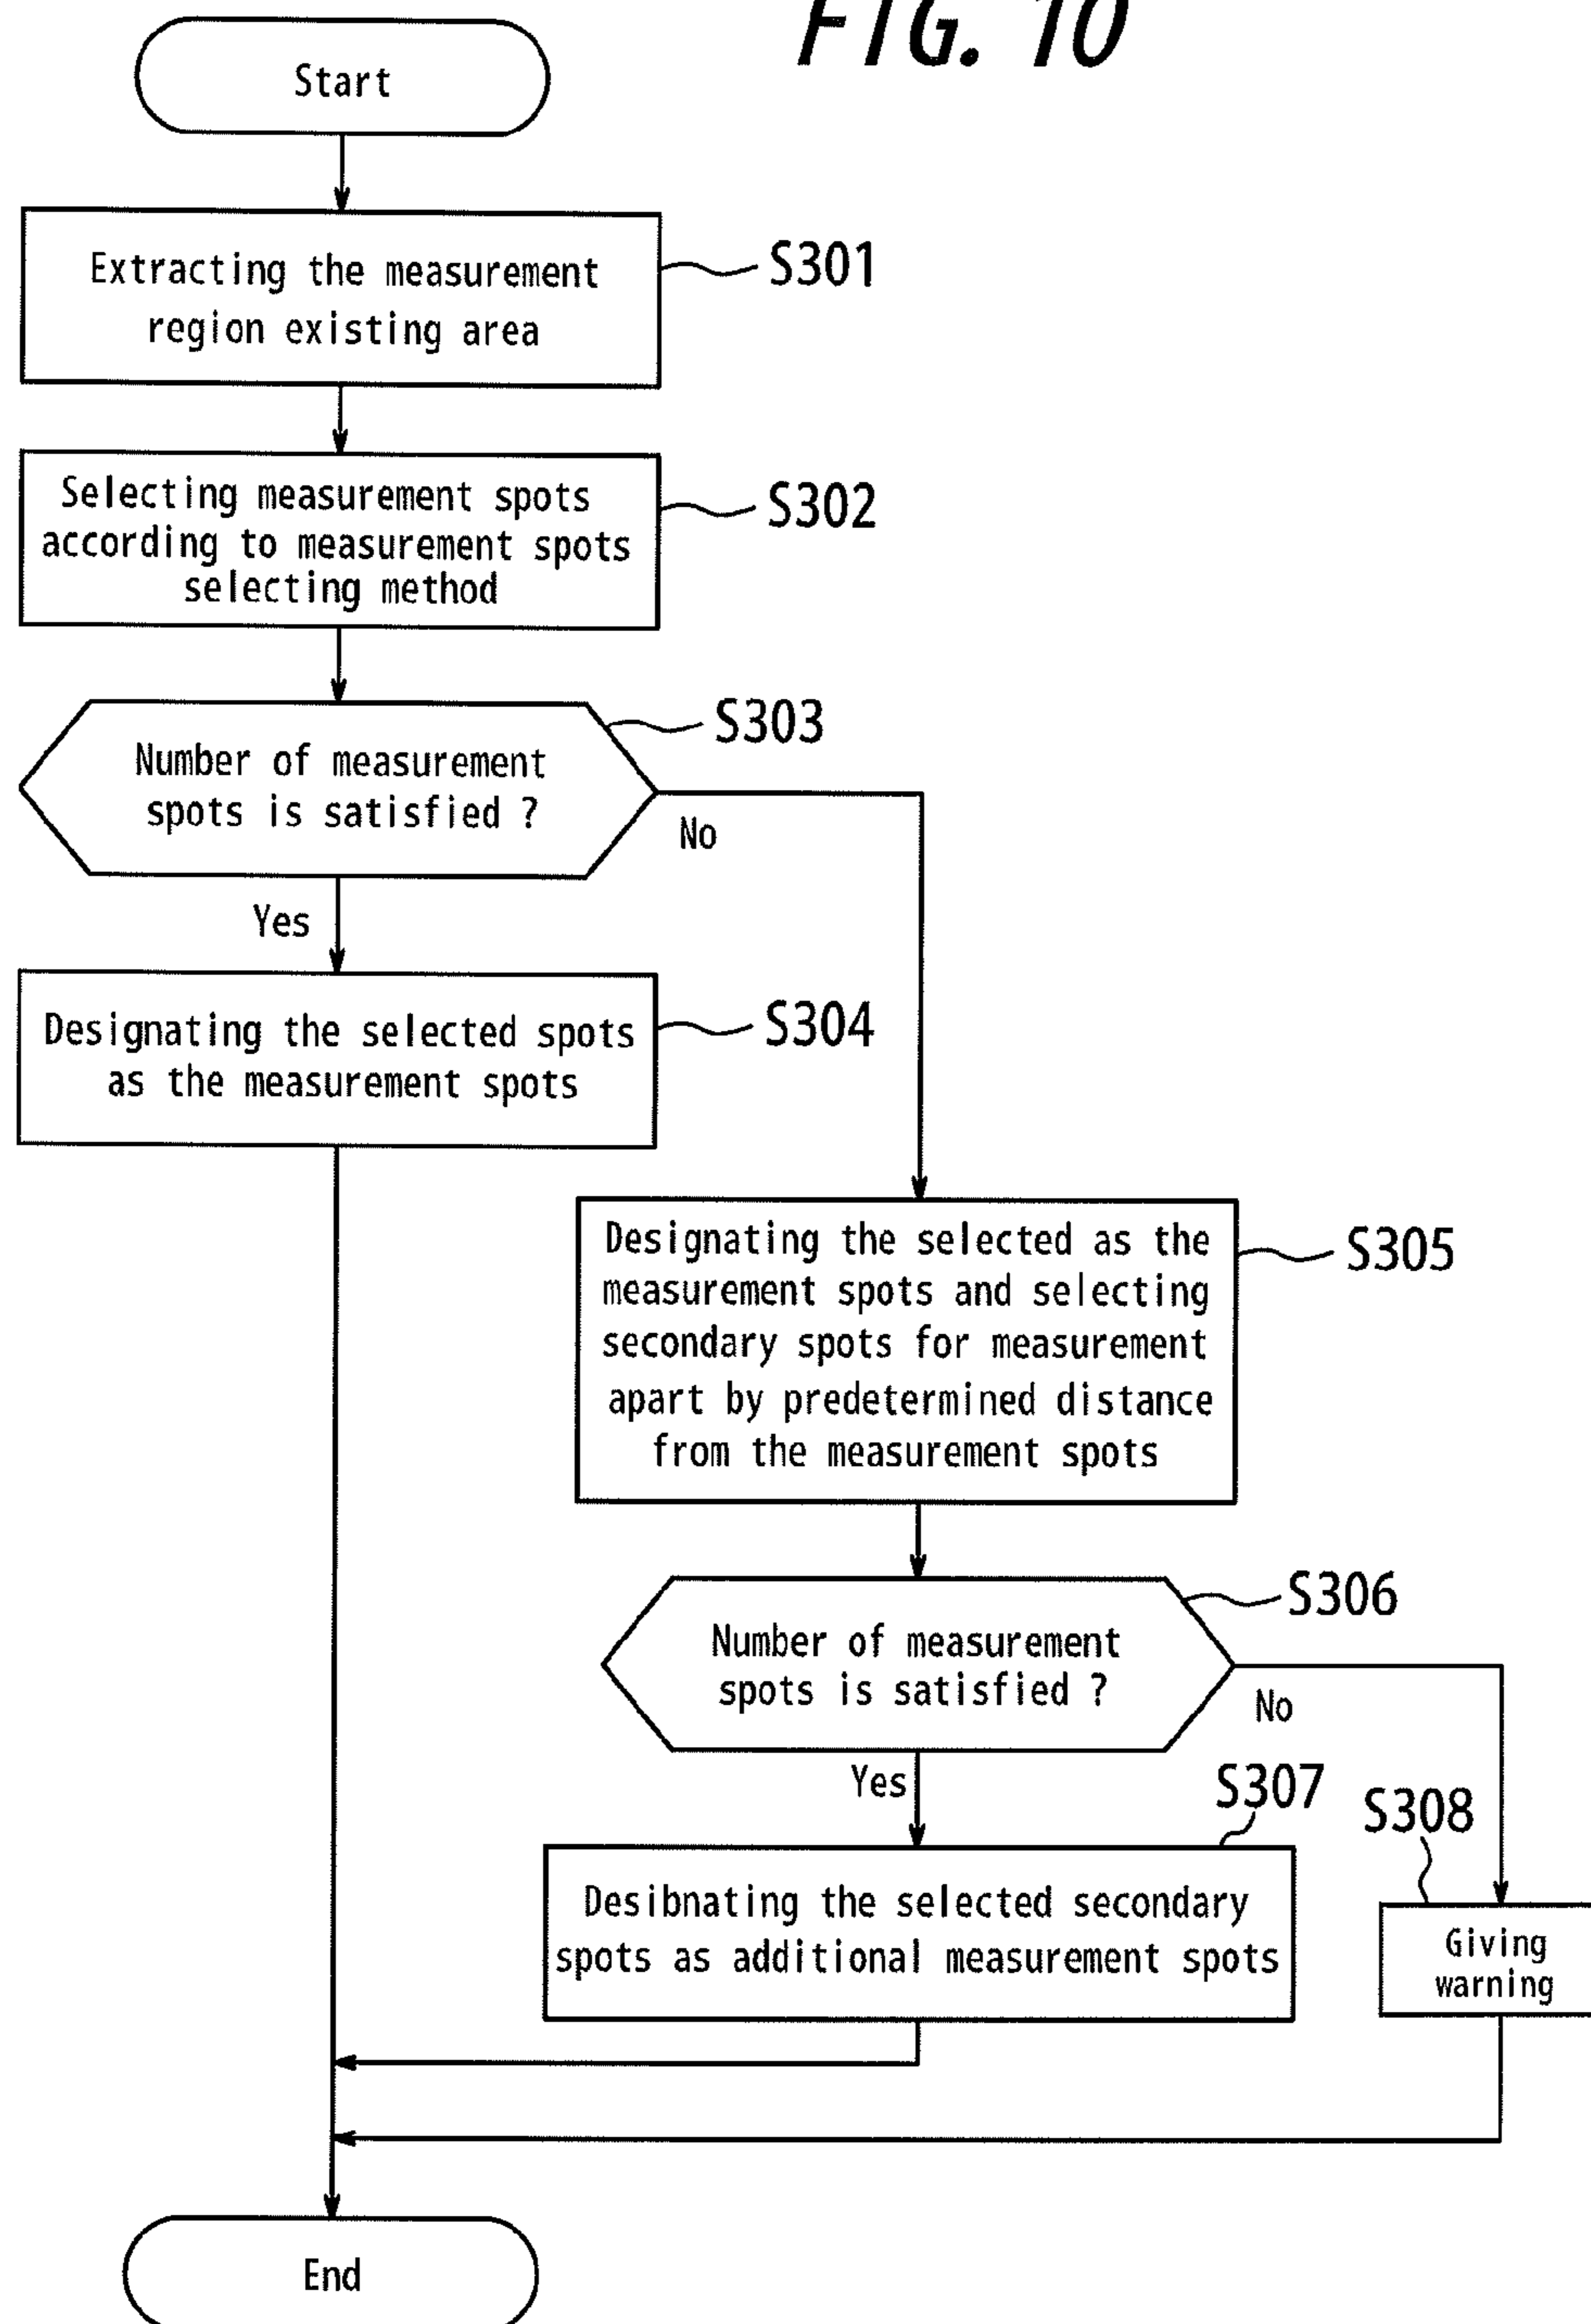 FIG. 10
Start
Extracting the measurement
region existing area
S301
Selecting measurement spots
according to measurement spots
selecting method
S302
Number of measurement
spots is satisfied ?
S303
No
Yes
Designating the selected spots
as the measurement spots
S304
Designating the selected as the
measurement spots and selecting
secondary spots for measurement
apart by predetermined distance
from the measurement spots
S305
Number of measurement
spots is satisfied ?
S306
No
Yes
S307
S308
Desibnating the selected secondary
spots as additional measurement spots
Giving
warning
End